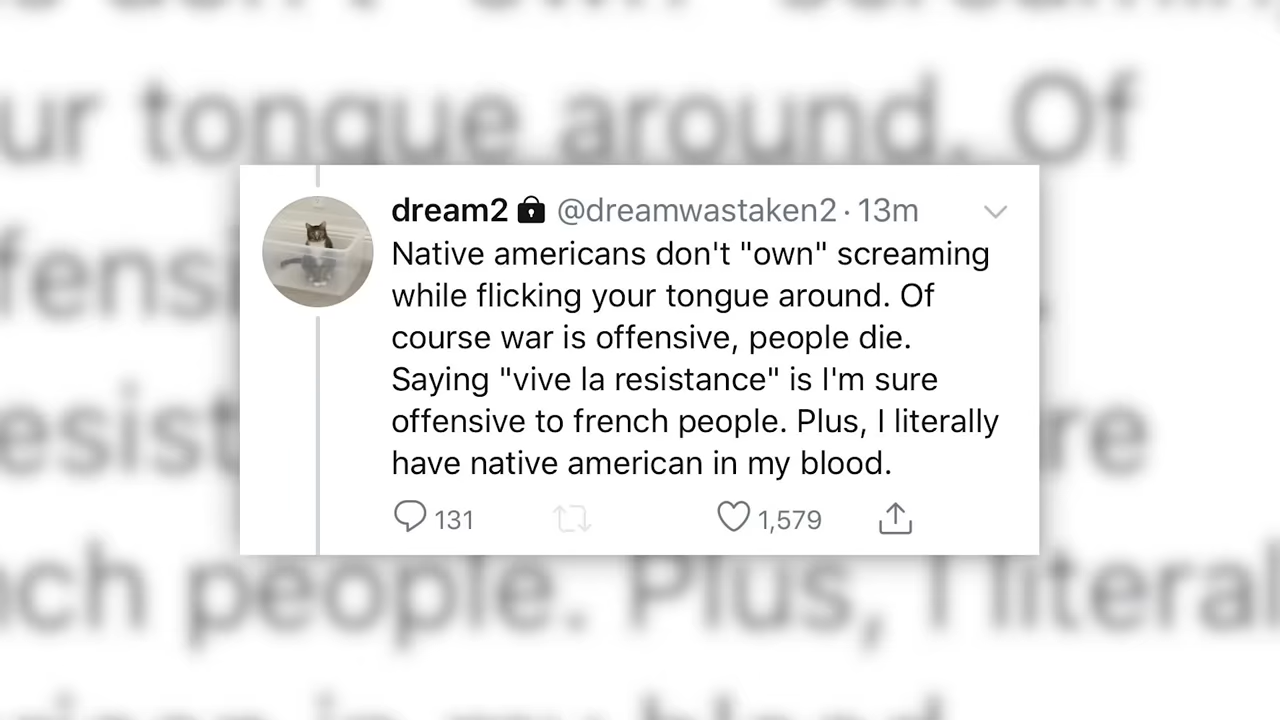 dream2 @dreamwastaken2 · 13m
Native americans don't "own" screaming
while flicking your tongue around. Of
course war is offensive, people die.
Saying "vive la resistance" is I'm sure
offensive to french people. Plus, I literally
have native american in my blood.
131 1,579